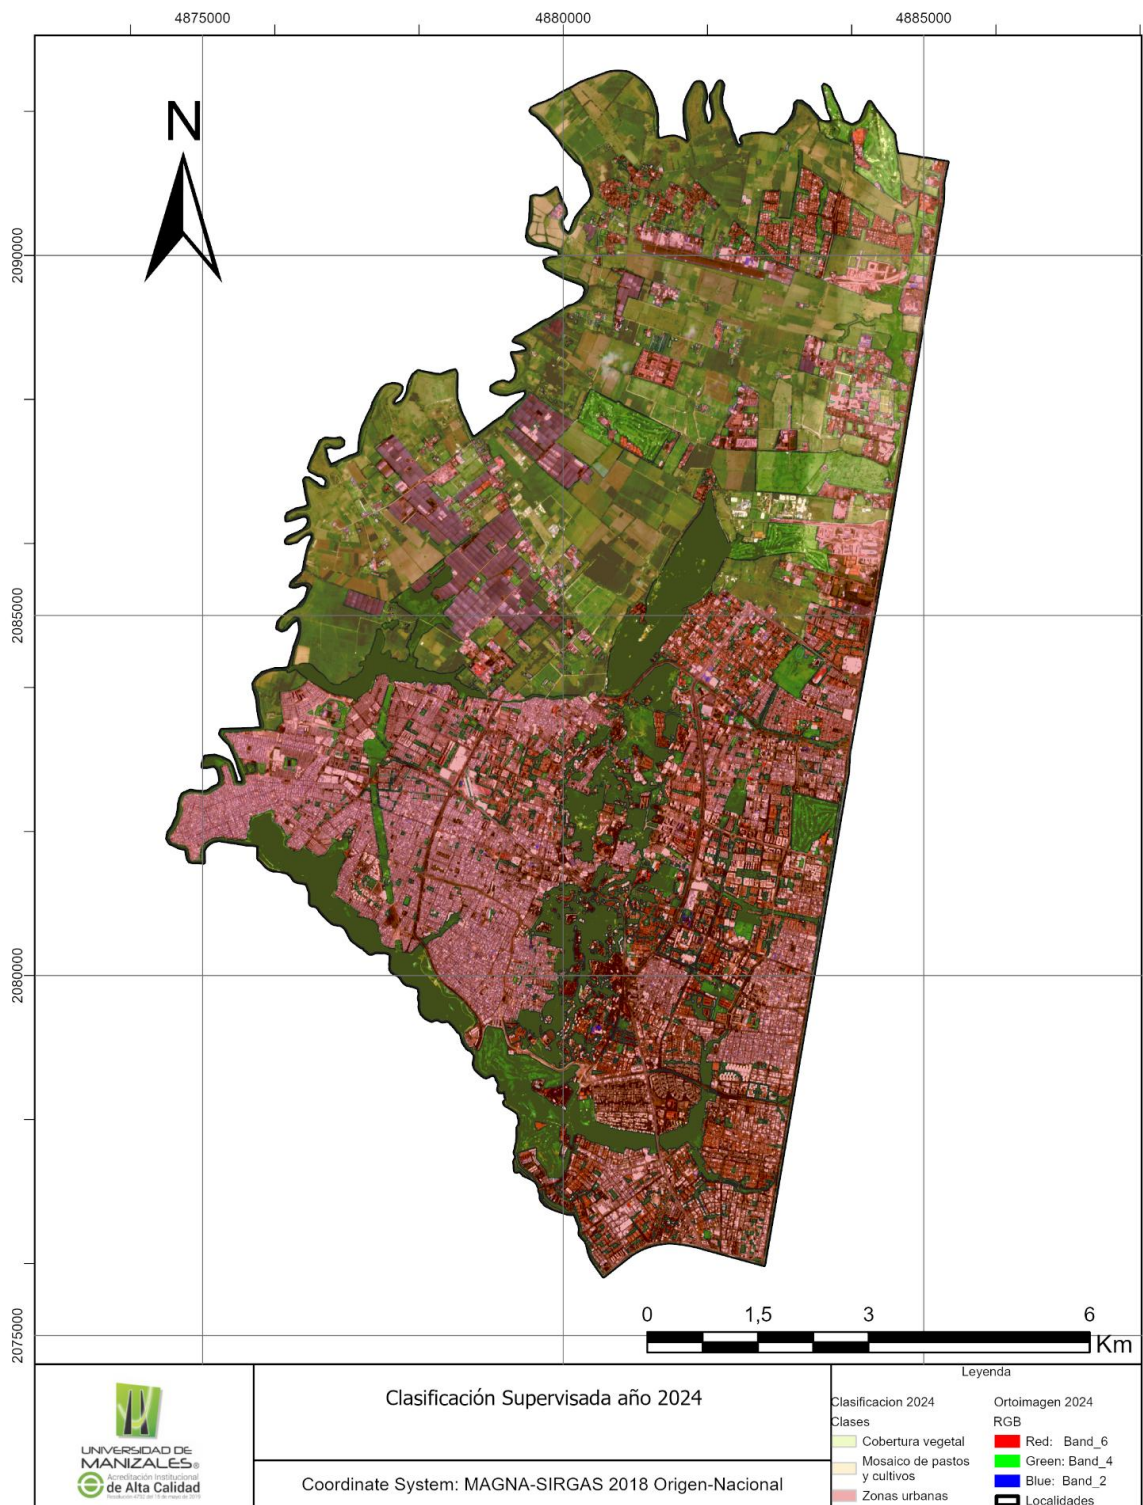 4875000
4880000
4885000
N
2090000
2085000
2080000
2075000
0
1,5
3
6
Km
Clasificación Supervisada año 2024
Coordinate System: MAGNA-SIRGAS 2018 Origen-Nacional
UNIVERSIDAD DE
MANIZALES®
Acreditación Institucional
de Alta Calidad
Leyenda
Clasificacion 2024
Clases
Cobertura vegetal
Mosaico de pastos
y cultivos
Zonas urbanas
Ortoimagen 2024
RGB
Red: Band_6
Green: Band_4
Blue: Band_2
Localidades